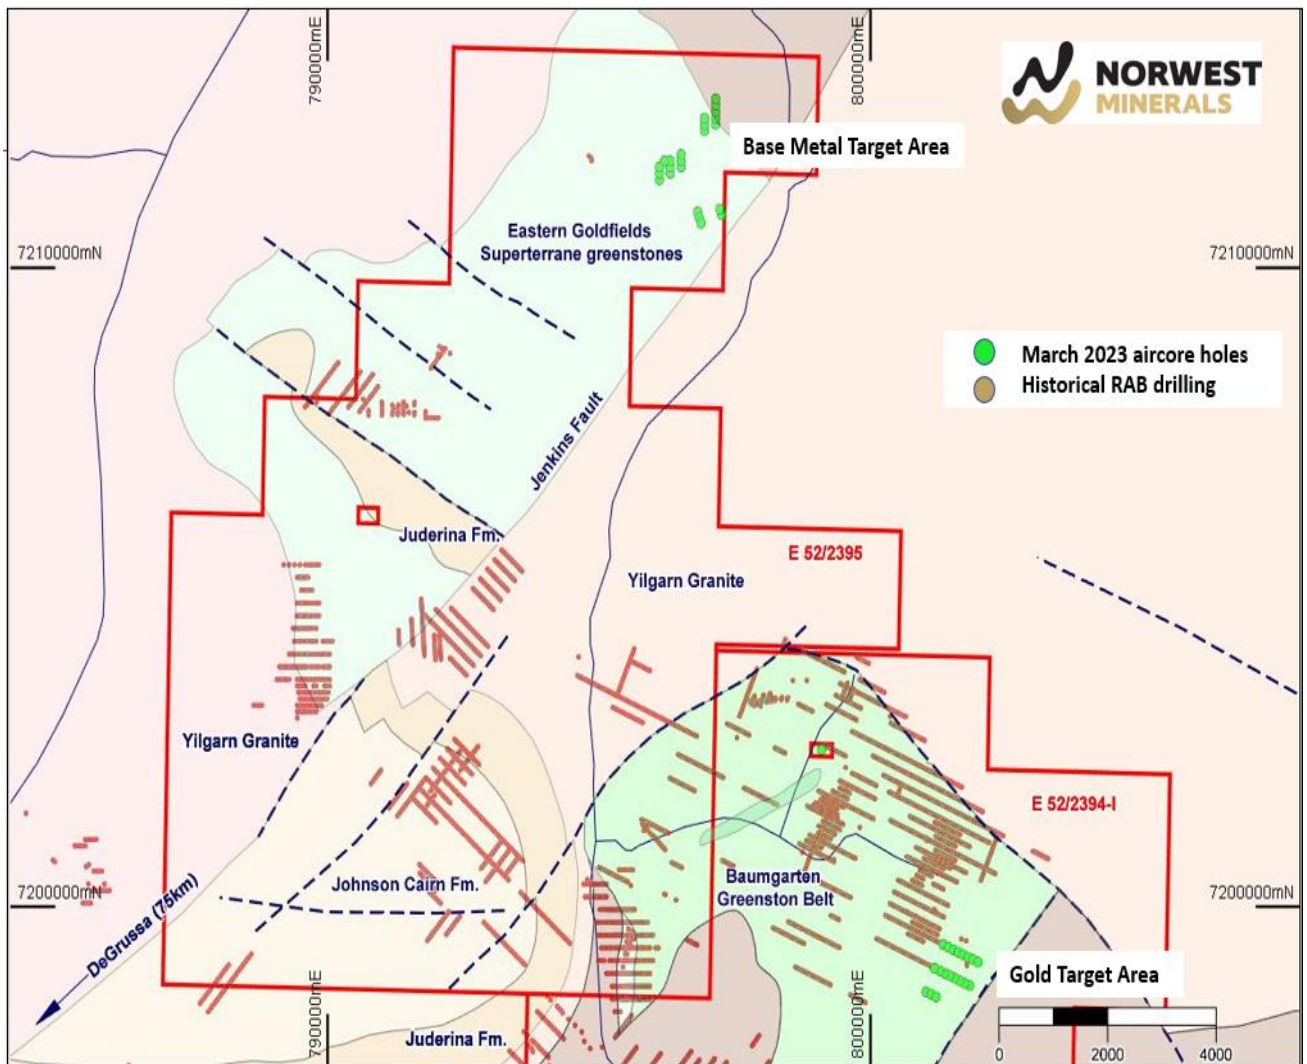 790000mE
800000mE
NORWEST
MINERALS
Base Metal Target Area
Eastern Goldfields
Superterrane greenstones
7210000mN
7210000mN
March 2023 aircore holes
Historical RAB drilling
Jenkins Fault
Juderina Fm.
E 52/2395
Yilgarn Granite
Yilgarn Granite
E 52/2394-I
Johnson Cairn Fm.
Baumgarten
Greenston Belt
7200000mN
7200000mN
DeGrussa (75km)
Gold Target Area
790000mE
800000mE
Juderina Fm.
0
2000
4000